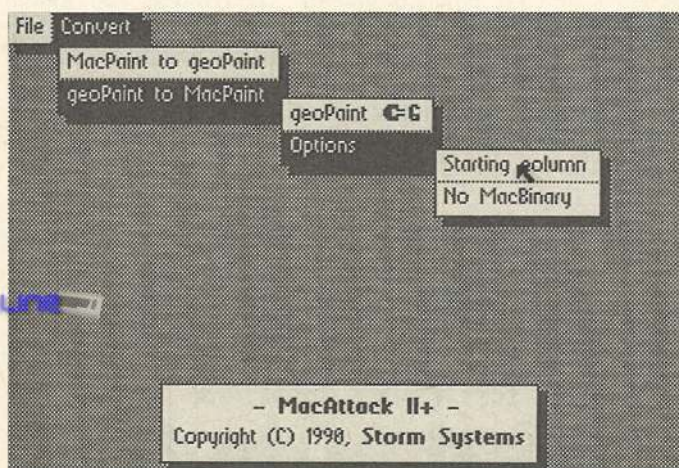 File Convert
MacPaint to geoPaint
geoPaint to MacPaint
geoPaint C=G
Options
Starting column
No MacBinary
- MacAttack II+ -
Copyright (C) 1990, Storm Systems